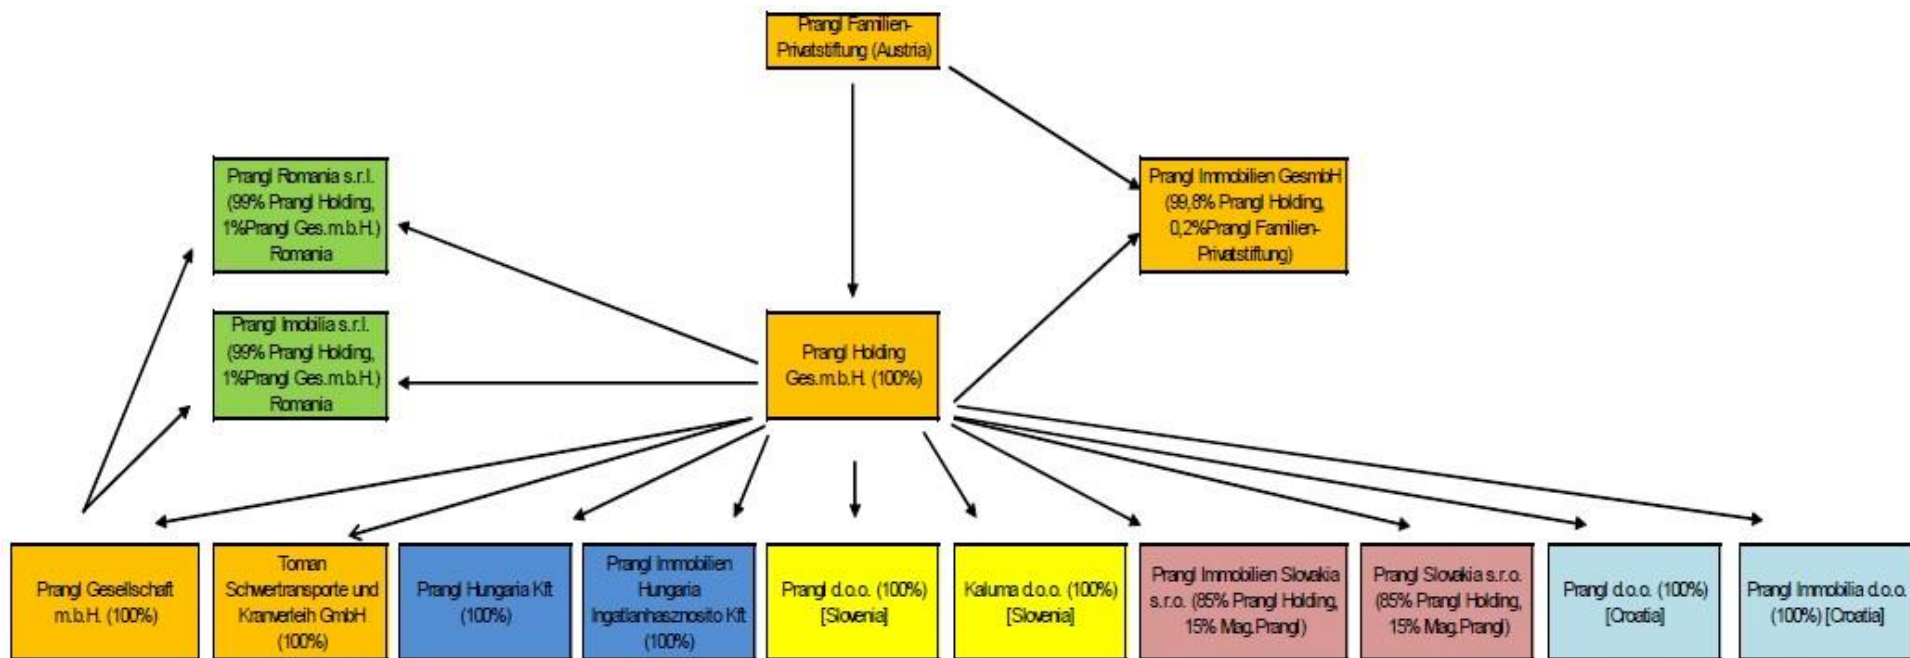 Prangl Familien-
Privatstiftung (Austria)
Prangl Romania s.r.l.
(99% Prangl Holding,
1%Prangl Ges.m.b.H.)
Romania
Prangl Immobilien GesmbH
(99,8% Prangl Holding,
0,2%Prangl Familien-
Privatstiftung)
Prangl Imobilia s.r.l.
(99% Prangl Holding,
1%Prangl Ges.m.b.H.)
Romania
Prangl Holding
Ges.m.b.H. (100%)
Prangl Gesellschaft
m.b.H. (100%)
Toman
Schwertransporte und
Kranverleih GmbH
(100%)
Prangl Hungaria Kft
(100%)
Prangl Immobilien
Hungaria
Ingatlanhasznosito Kft
(100%)
Prangl d.o.o. (100%)
[Slovenia]
Kaluma d.o.o. (100%)
[Slovenia]
Prangl Immobilien Slovakia
s.r.o. (85% Prangl Holding,
15% Mag.Prangl)
Prangl Slovakia s.r.o.
(85% Prangl Holding,
15% Mag.Prangl)
Prangl d.o.o. (100%)
[Croatia]
Prangl Immobilia d.o.o.
(100%) [Croatia]